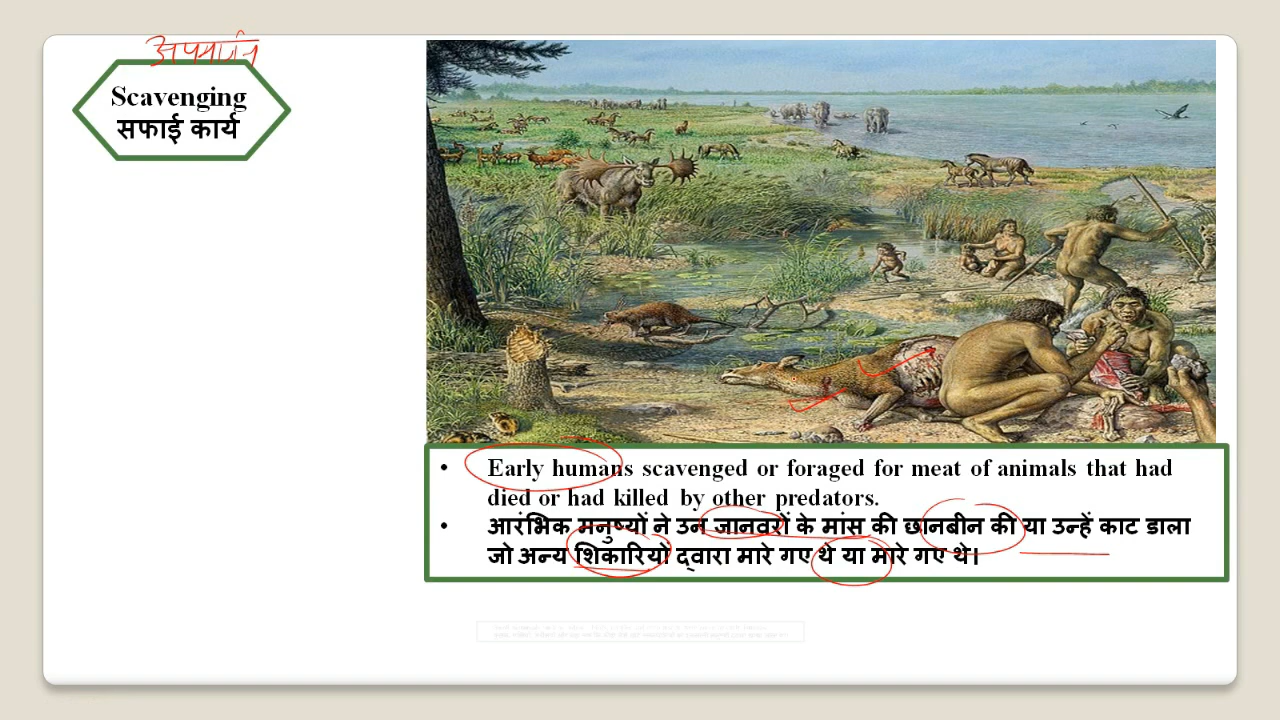 अपमार्जन
Scavenging
सफाई कार्य
• Early humans scavenged or foraged for meat of animals that had
died or had killed by other predators.
• आरंभिक मनुष्यों ने उन जानवरों के मांस की छानबीन की या उन्हें काट डाला
जो अन्य शिकारियों द्वारा मारे गए थे या मारे गए थे।